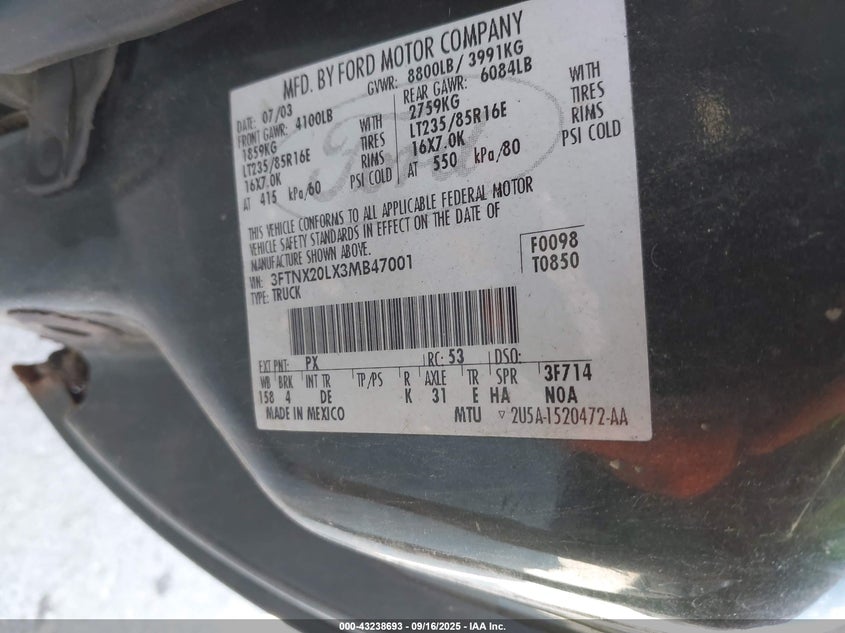 MFD. BY FORD MOTOR COMPANY
DATE: 07/03 GVWR: 8800LB / 3991KG
FRONT GAWR: 4100LB REAR GAWR: 6084LB
1859KG WITH 2759KG WITH
LT235/85R16E TIRES LT235/85R16E TIRES
16X7.0K RIMS 16X7.0K RIMS
AT 415 kPa/60 PSI COLD AT 550 kPa/80 PSI COLD
THIS VEHICLE CONFORMS TO ALL APPLICABLE FEDERAL MOTOR
VEHICLE SAFETY STANDARDS IN EFFECT ON THE DATE OF
MANUFACTURE SHOWN ABOVE.
VIN: 3FTNX20LX3MB47001 F0098
TYPE: TRUCK T0850
EXT PNT: PX RC: 53 DSO:
WB BRK INT TR TP/PS R AXLE TR SPR 3F714
158 4 DE K 31 E HA NOA
MADE IN MEXICO MTU ▽ 2U5A-1520472-AA
Ford
000-43238693 - 09/16/2025 - IAA Inc.